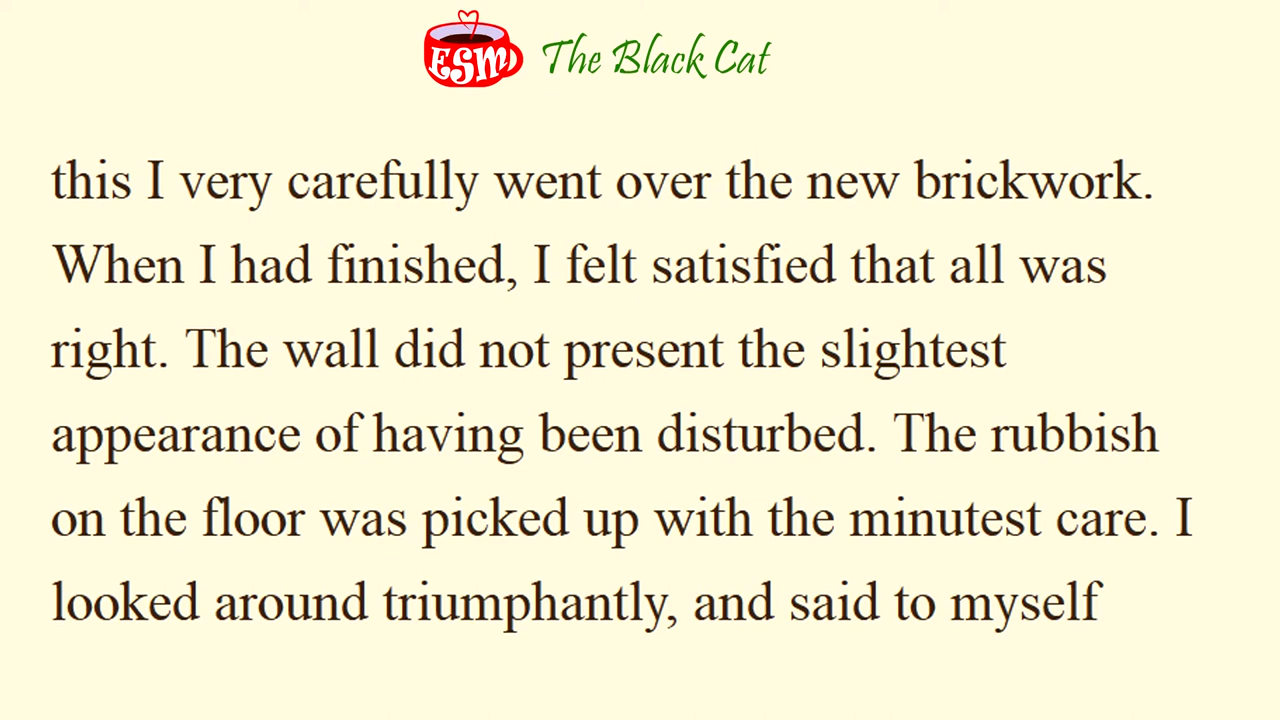 ESM The Black Cat
this I very carefully went over the new brickwork.
When I had finished, I felt satisfied that all was
right. The wall did not present the slightest
appearance of having been disturbed. The rubbish
on the floor was picked up with the minutest care. I
looked around triumphantly, and said to myself